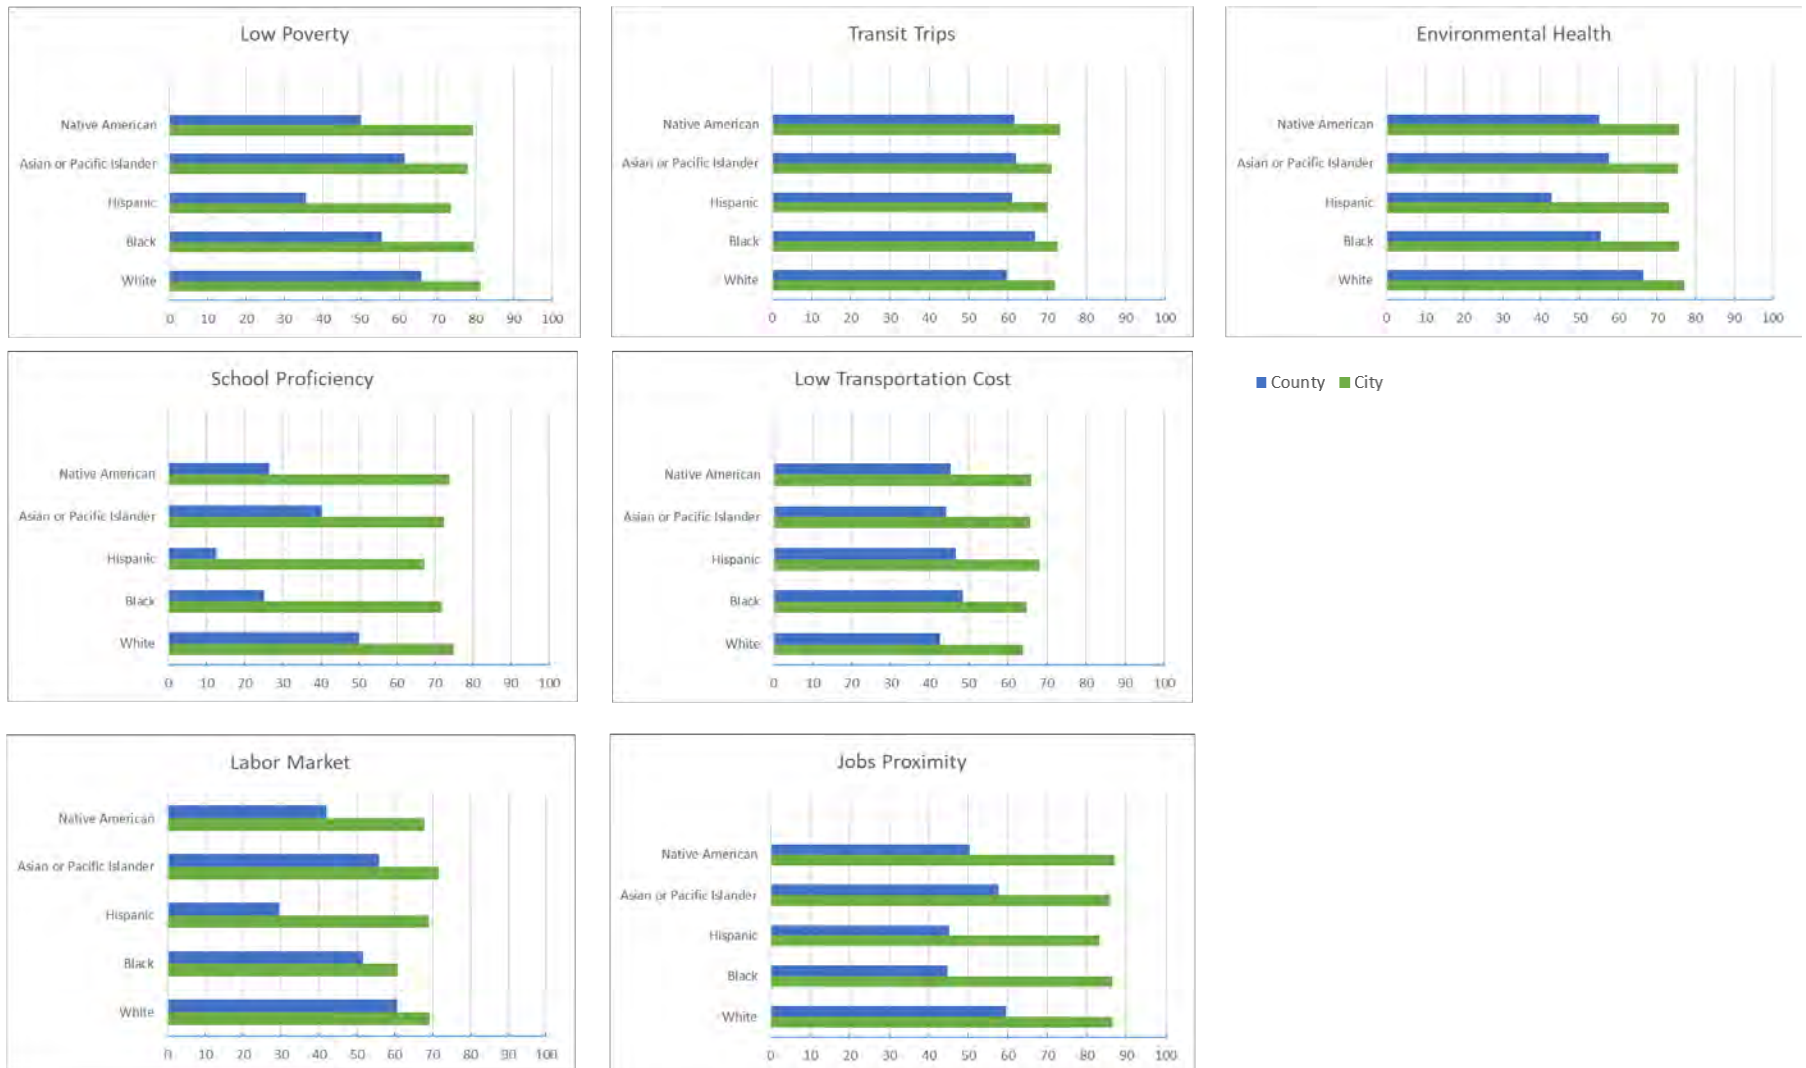 Low Poverty
Native American
Asian or Pacific Islander
Hispanic
Black
White
0 10 20 30 40 50 60 70 80 90 100
Transit Trips
Native American
Asian or Pacific Islander
Hispanic
Black
White
0 10 20 30 40 50 60 70 80 90 100
Environmental Health
Native American
Asian or Pacific Islander
Hispanic
Black
White
0 10 20 30 40 50 60 70 80 90 100
School Proficiency
Native American
Asian or Pacific Islander
Hispanic
Black
White
0 10 20 30 40 50 60 70 80 90 100
Low Transportation Cost
Native American
Asian or Pacific Islander
Hispanic
Black
White
0 10 20 30 40 50 60 70 80 90 100
County City
Labor Market
Native American
Asian or Pacific Islander
Hispanic
Black
White
0 10 20 30 40 50 60 70 80 90 100
Jobs Proximity
Native American
Asian or Pacific Islander
Hispanic
Black
White
0 10 20 30 40 50 60 70 80 90 100